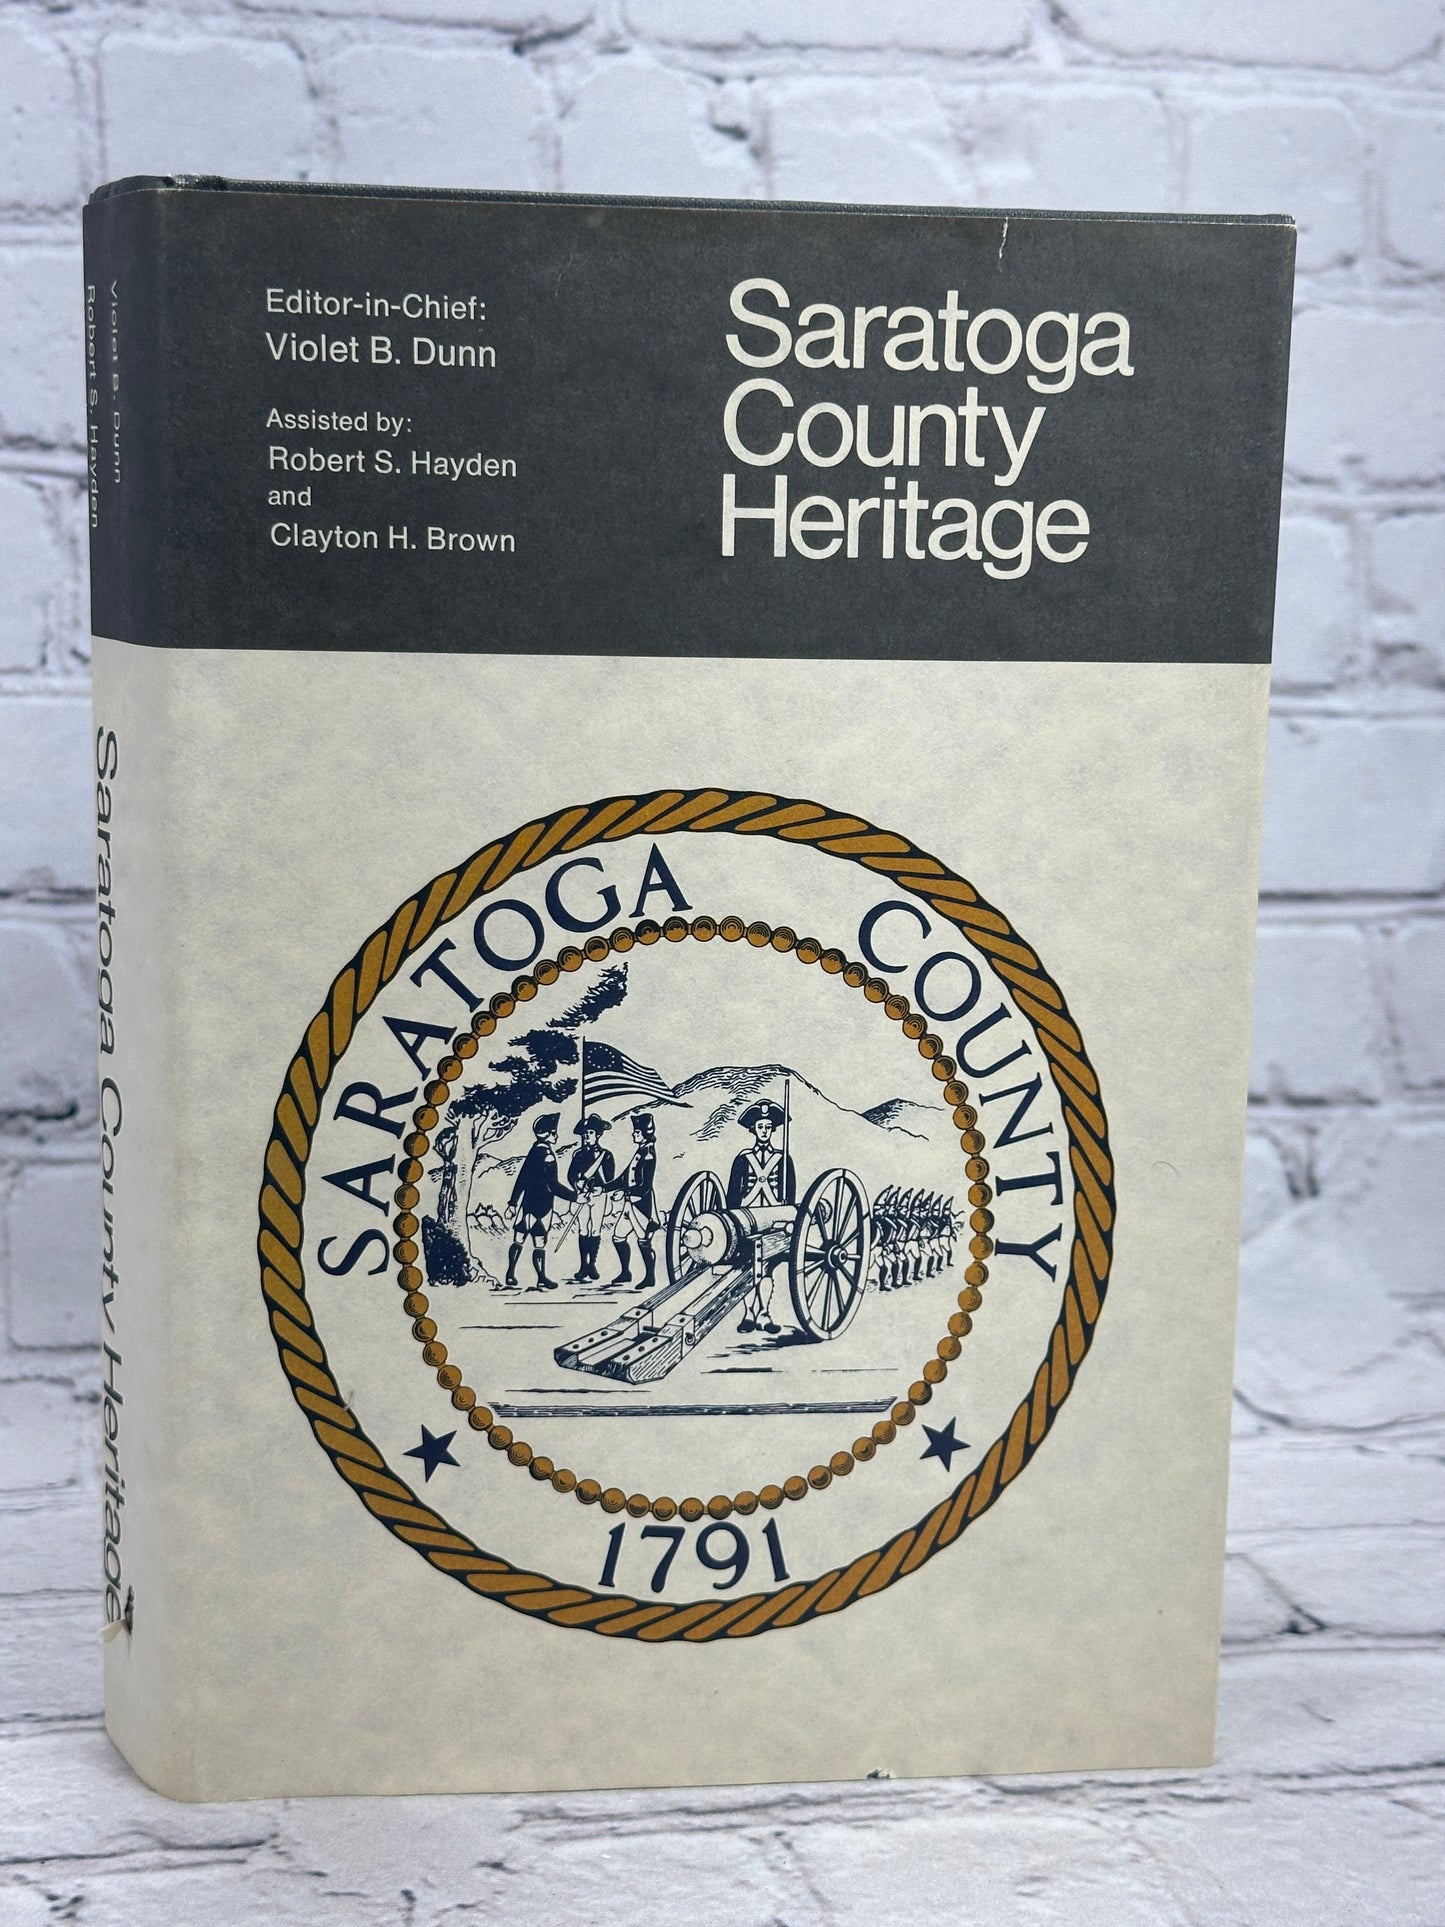 Editor-in-Chief:
Violet B. Dunn
Assisted by:
Robert S. Hayden
and
Clayton H. Brown
Saratoga
County
Heritage
SARATOGA COUNTY
1791
Violet B. Dunn
Robert S. Hayden
Saratoga County Heritage